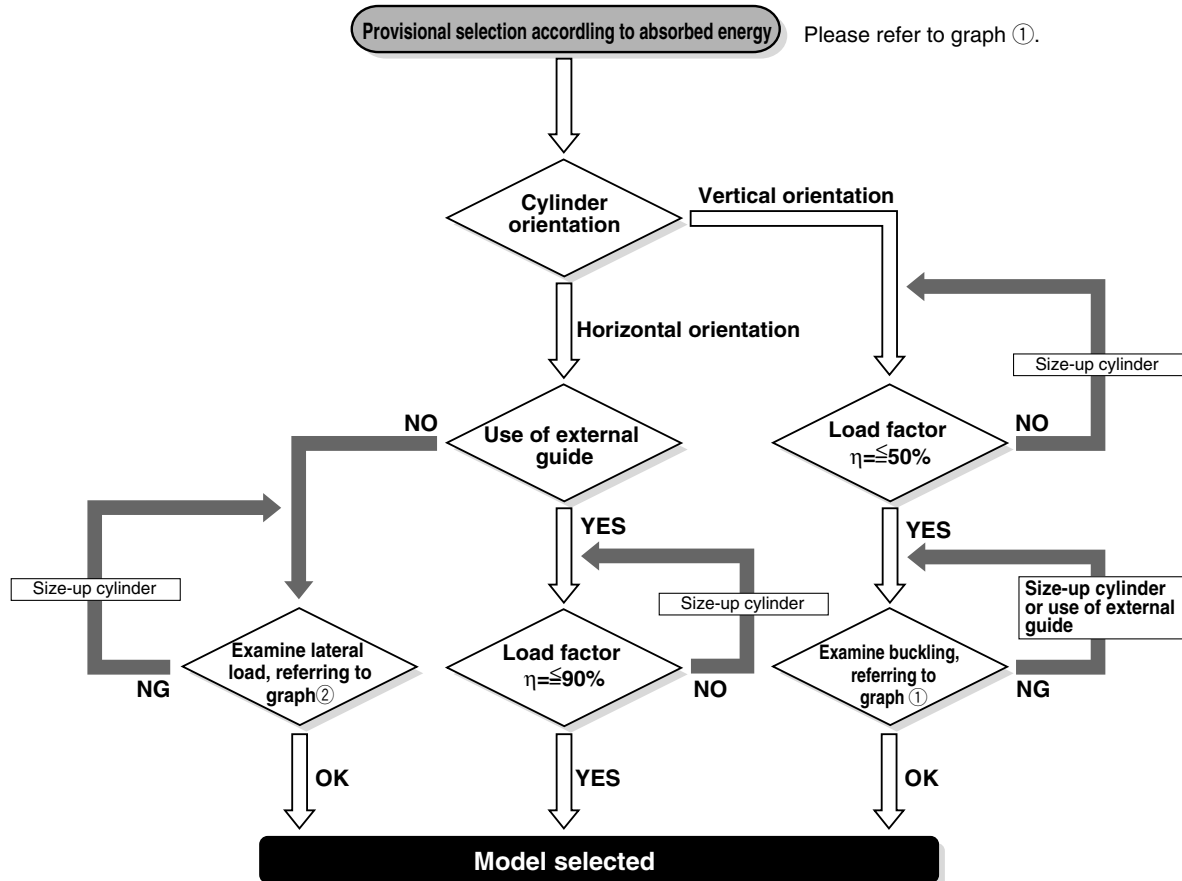 Provisional selection accordling to absorbed energy
Please refer to graph ①.
Cylinder
orientation
Vertical orientation
Horizontal orientation
Size-up cylinder
NO
Use of external
guide
Load factor
η=≦50%
NO
YES
YES
Size-up cylinder
Size-up cylinder
Size-up cylinder
or use of external
guide
Examine lateral
load, referring to
graph②
NG
Load factor
η=≦90%
NO
Examine buckling,
referring to
graph ①
NG
OK
YES
OK
Model selected